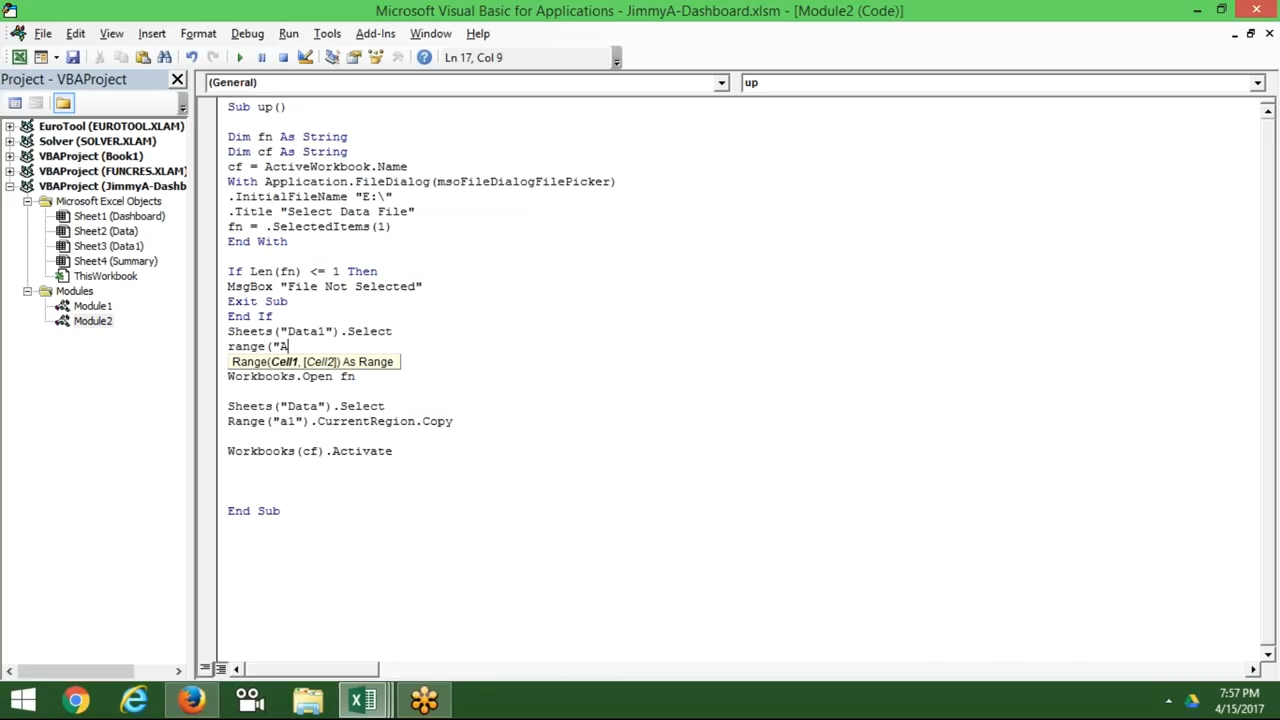 Microsoft Visual Basic for Applications - JimmyA-Dashboard.xlsm - [Module2 (Code)]
File Edit View Insert Format Debug Run Tools Add-Ins Window Help
Ln 17, Col 9
Project - VBAProject
(General)
up
EuroTool (EUROTOOL.XLAM)
Solver (SOLVER.XLAM)
VBAProject (Book1)
VBAProject (FUNCRES.XLAM)
VBAProject (JimmyA-Dashb
Microsoft Excel Objects
Sheet1 (Dashboard)
Sheet2 (Data)
Sheet3 (Data1)
Sheet4 (Summary)
ThisWorkbook
Modules
Module1
Module2
Sub up()
Dim fn As String
Dim cf As String
cf = ActiveWorkbook.Name
With Application.FileDialog(msoFileDialogFilePicker)
.InitialFileName "E:\"
.Title "Select Data File"
fn = .SelectedItems(1)
End With
If Len(fn) <= 1 Then
MsgBox "File Not Selected"
Exit Sub
End If
Sheets("Data1").Select
range("A
Range(Cell1, [Cell2]) As Range
Workbooks.Open fn
Sheets("Data").Select
Range("a1").CurrentRegion.Copy
Workbooks(cf).Activate
End Sub
7:57 PM
4/15/2017